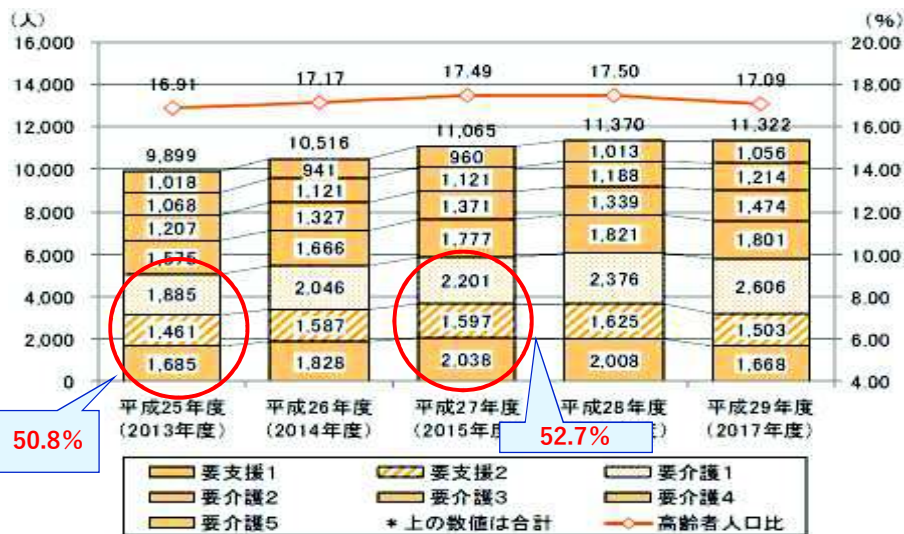 (人) (%)
16,000 20.00
14,000 18.00
12,000 16.00
10,000 14.00
8,000 12.00
6,000 10.00
4,000 8.00
2,000 6.00
0 4.00
16.91 17.17 17.49 17.50 17.09
9,899 10,516 11,065 11,370 11,322
1,018 941 960 1,013 1,056
1,068 1,121 1,121 1,188 1,214
1,207 1,327 1,371 1,339 1,474
1,575 1,666 1,777 1,821 1,801
1,885 2,046 2,201 2,376 2,606
1,461 1,587 1,597 1,625 1,503
1,685 1,828 2,038 2,008 1,668
平成25年度 平成26年度 平成27年度 平成28年度 平成29年度
(2013年度) (2014年度) (2015年度) (2017年度)
50.8% 52.7%
要支援1 要支援2 要介護1
要介護2 要介護3 要介護4
要介護5 *上の数値は合計 高齢者人口比